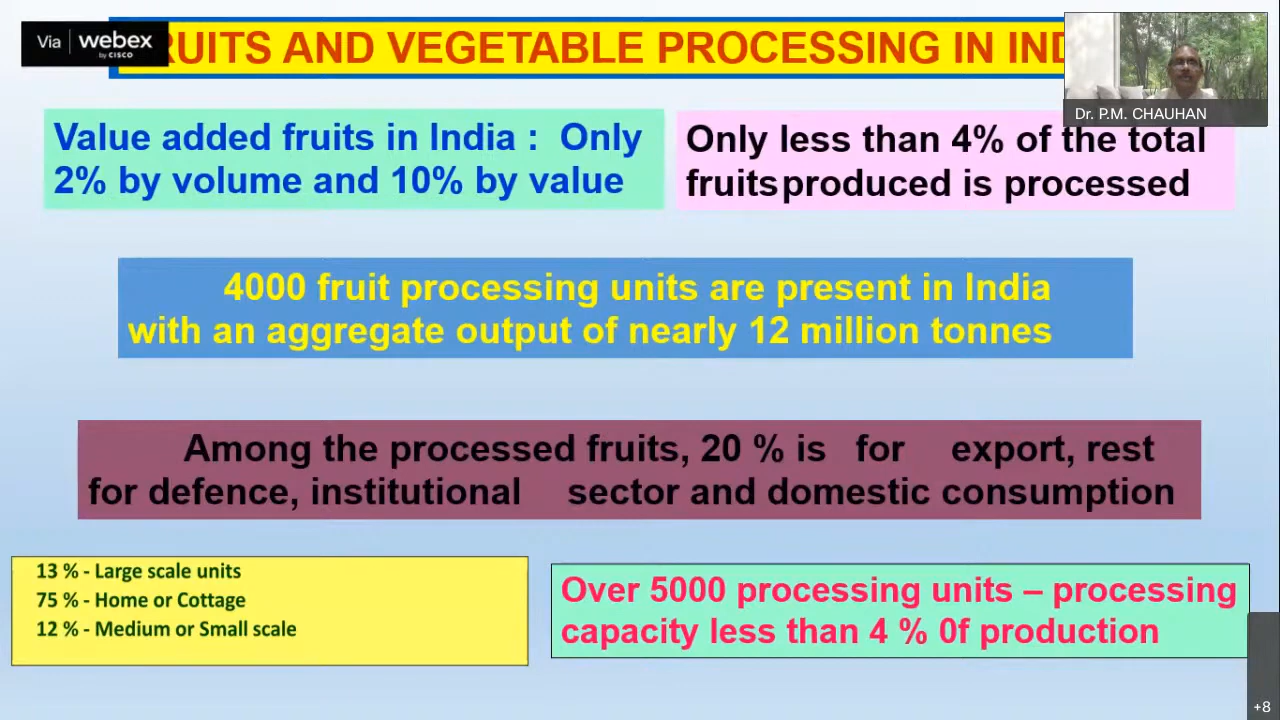 Via webex
by CISCO
RUITS AND VEGETABLE PROCESSING IN IND
Dr. P.M. CHAUHAN
Value added fruits in India : Only
2% by volume and 10% by value
Only less than 4% of the total
fruits produced is processed
4000 fruit processing units are present in India
with an aggregate output of nearly 12 million tonnes
Among the processed fruits, 20 % is for export, rest
for defence, institutional sector and domestic consumption
13 % - Large scale units
75 % - Home or Cottage
12 % - Medium or Small scale
Over 5000 processing units – processing
capacity less than 4 % 0f production
+8